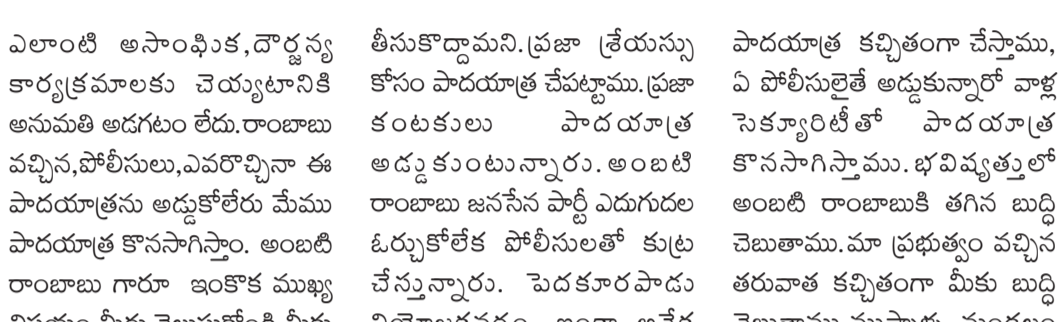 ఎలాంటి అసాంఘిక,దౌర్జన్య
కార్యక్రమాలకు చెయ్యటానికి
అనుమతి అడగటం లేదు.రాంబాబు
వచ్చిన,పోలీసులు,ఎవరొచ్చినా ఈ
పాదయాత్రను అడ్డుకోలేరు మేము
పాదయాత్ర కొనసాగిస్తాం. అంబటి
రాంబాబు గారూ ఇంకొక ముఖ్య
తీసుకొద్దామని.ప్రజా శ్రేయస్సు
కోసం పాదయాత్ర చేపట్టాము.ప్రజా
కంటకులు పాదయాత్ర
అడ్డుకుంటున్నారు. అంబటి
రాంబాబు జనసేన పార్టీ ఎదుగుదల
ఓర్చుకోలేక పోలీసులతో కుట్ర
చేస్తున్నారు. పెదకూరపాడు
పాదయాత్ర కచ్చితంగా చేస్తాము,
ఏ పోలీసులైతే అడ్డుకున్నారో వాళ్ల
సెక్యూరిటీతో పాదయాత్ర
కొనసాగిస్తాము. భవిష్యత్తులో
అంబటి రాంబాబుకి తగిన బుద్ధి
చెబుతాము.మా ప్రభుత్వం వచ్చిన
తరువాత కచ్చితంగా మీకు బుద్ధి